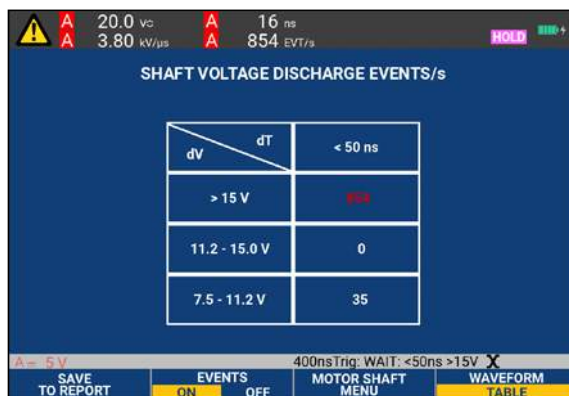 A 20.0 VC A 16 ns
A 3.80 kV/µs A 854 EVT/s
HOLD
SHAFT VOLTAGE DISCHARGE EVENTS/s
dV dT < 50 ns
> 15 V 854
11.2 - 15.0 V 0
7.5 - 11.2 V 35
A= 5 V 400nsTrig: WAIT: <50ns >15V X
SAVE TO REPORT
EVENTS
ON OFF
MOTOR SHAFT MENU
WAVEFORM
TABLE